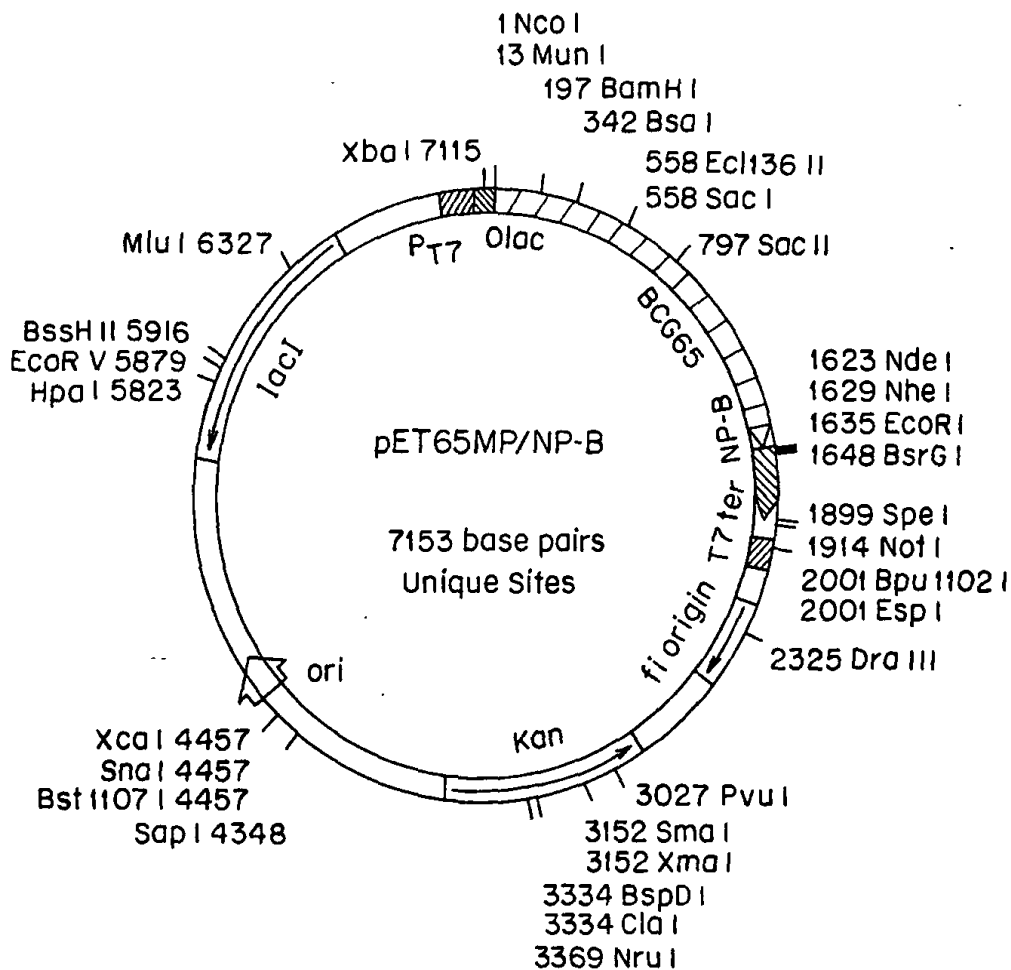 1 Nco I
13 Mun I
197 BamH I
342 Bsa I
558 Ecl136 II
558 Sac I
797 Sac II
Xba I 7115
PT7
Olac
Mlu I 6327
BCG65
BssH II 5916
EcoR V 5879
Hpa I 5823
lacI
1623 Nde I
1629 Nhe I
1635 EcoR I
1648 BsrG I
NP-B
pET65MP/NP-B
7153 base pairs
Unique Sites
T7 ter
1899 Spe I
1914 Not I
2001 Bpu1102 I
2001 Esp I
2325 Dra III
fi origin
ori
Kan
Xca I 4457
Sna I 4457
Bst1107 I 4457
Sap I 4348
3027 Pvu I
3152 Sma I
3152 Xma I
3334 BspD I
3334 Cla I
3369 Nru I